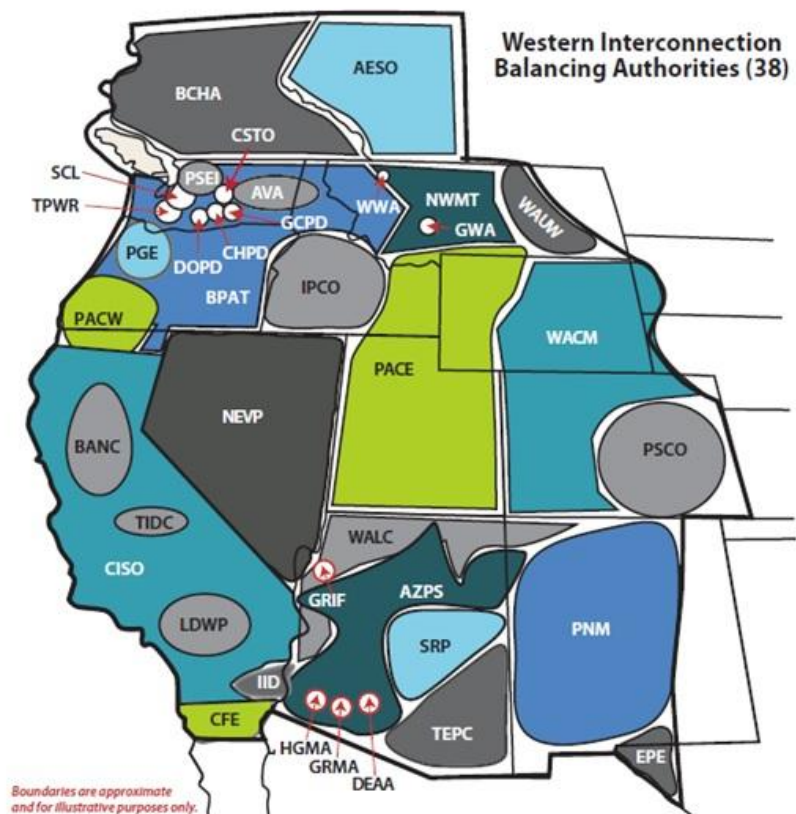 Western Interconnection
Balancing Authorities (38)
AESO
BCHA
CSTO
SCL
PSEI
TPWR
AVA
WWA
NWMT
WAUW
GWA
GCPD
CHPD
DOPD
PGE
BPAT
IPCO
PACW
WACM
PACE
NEVP
BANC
PSCO
TIDC
WALC
CISO
GRIF
AZPS
LDWP
SRP
PNM
IID
CFE
TEPC
HGMA
GRMA
DEAA
EPE
Boundaries are approximate
and for illustrative purposes only.